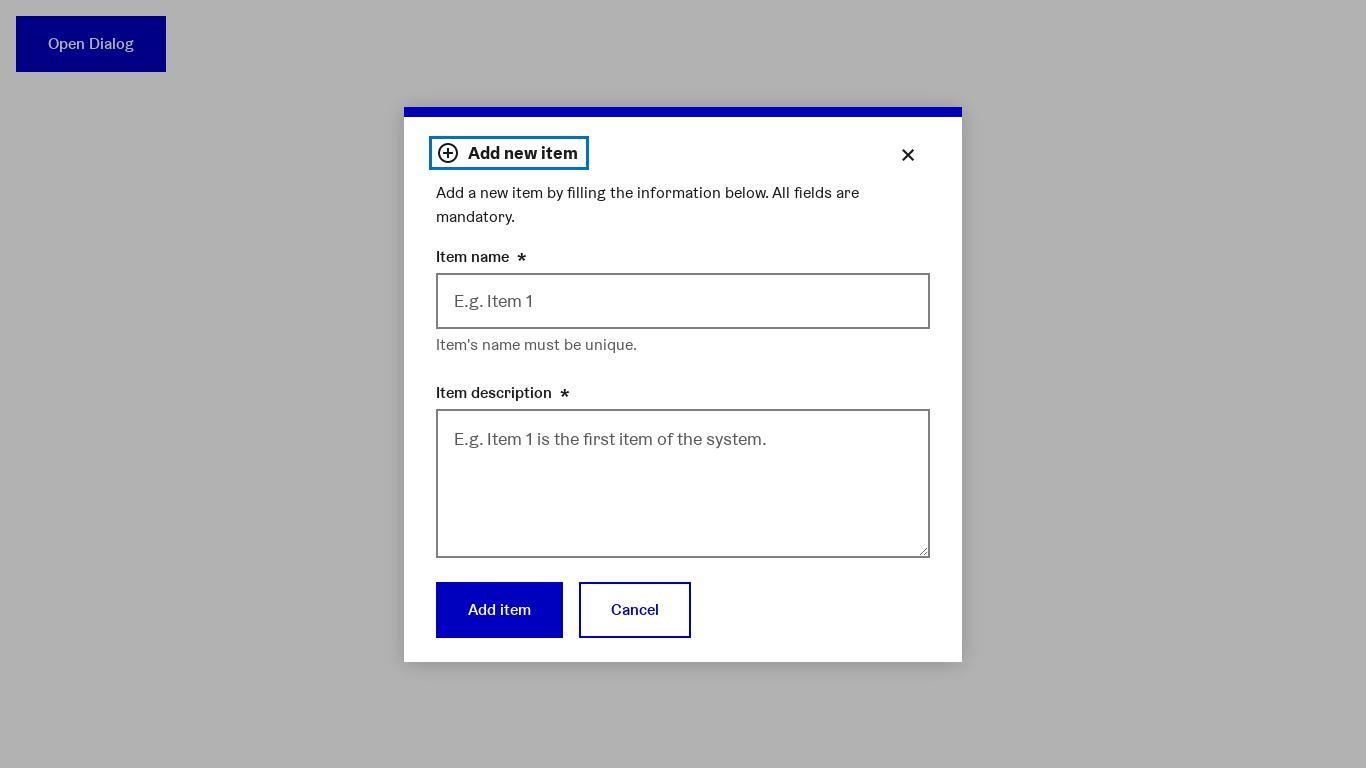 Open Dialog
Add new item
Add a new item by filling the information below. All fields are
mandatory.
Item name *
E.g. Item 1
Item's name must be unique.
Item description *
E.g. Item 1 is the first item of the system.
Add item
Cancel